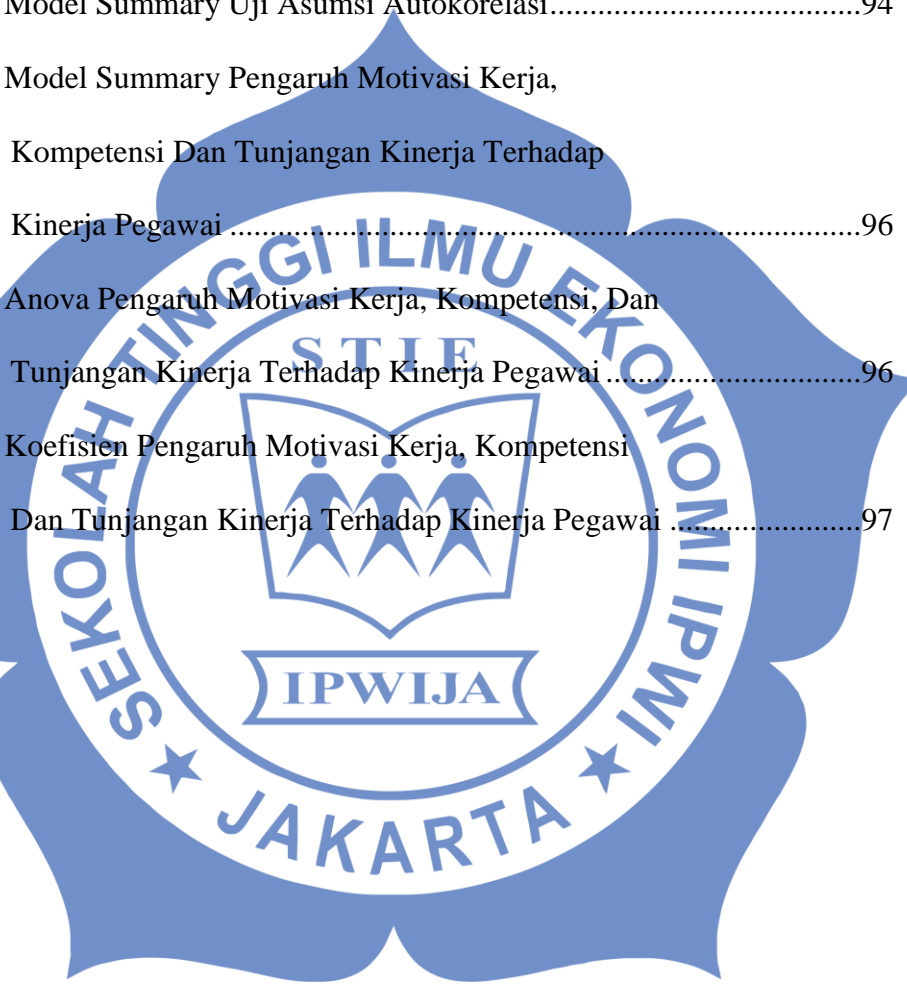 Model Summary Uji Asumsi Autokorelasi.......................................94
Model Summary Pengaruh Motivasi Kerja,
Kompetensi Dan Tunjangan Kinerja Terhadap
Kinerja Pegawai ...............................................................................96
Anova Pengaruh Motivasi Kerja, Kompetensi, Dan
Tunjangan Kinerja Terhadap Kinerja Pegawai ................................96
Koefisien Pengaruh Motivasi Kerja, Kompetensi
Dan Tunjangan Kinerja Terhadap Kinerja Pegawai ........................97
SEKOLAH TINGGI ILMU EKONOMI IPWI
STIE
IPWIJA
★ JAKARTA ★